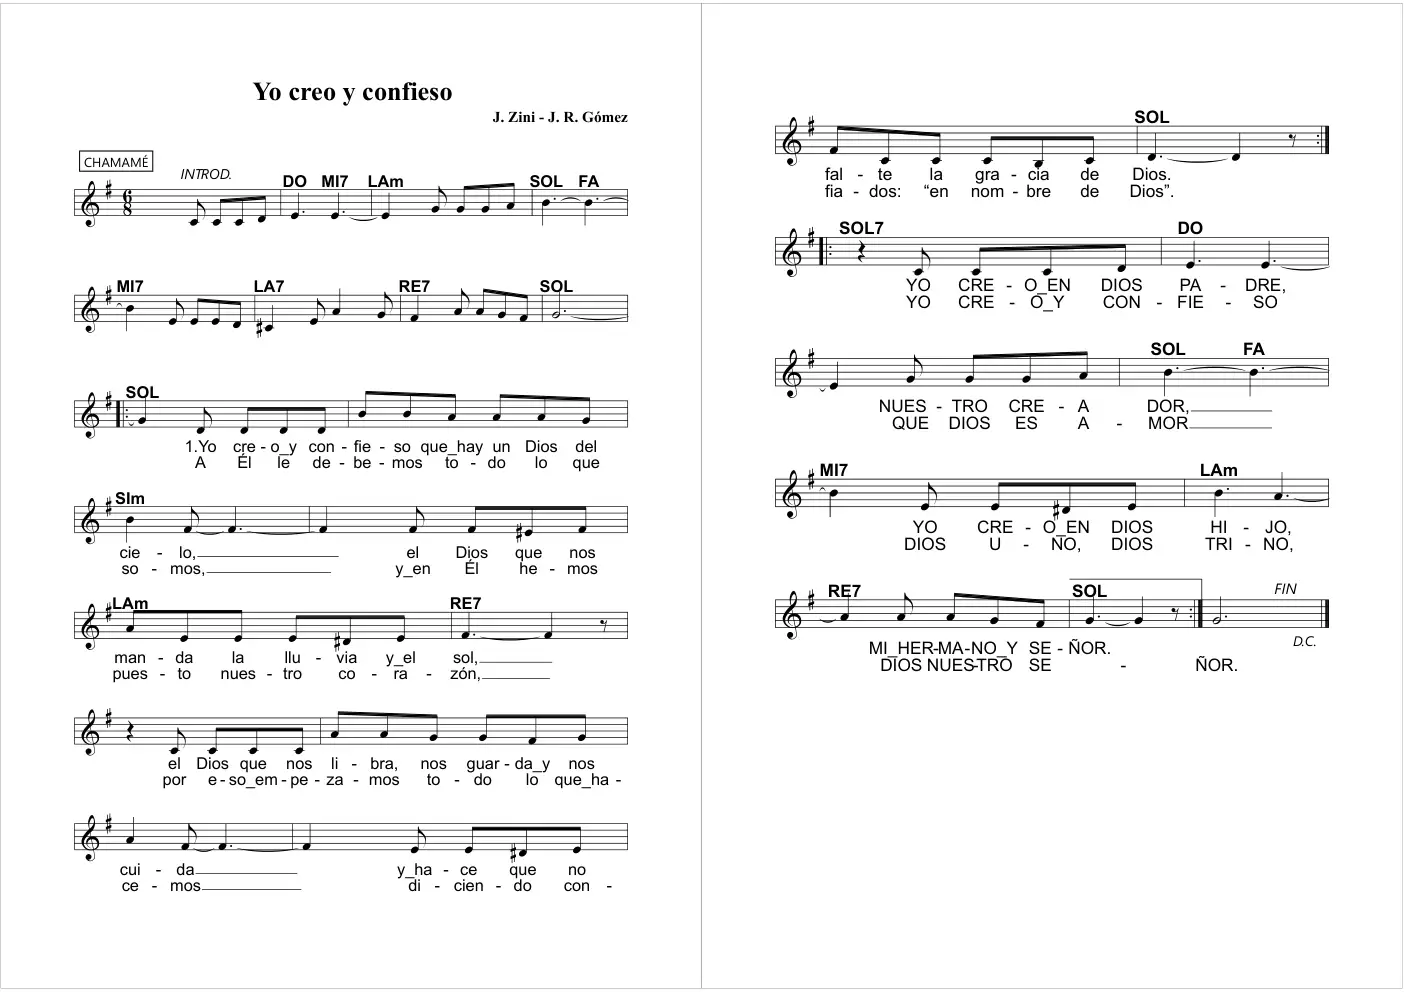 Yo creo y confieso
J. Zini - J. R. Gómez
CHAMAMÉ
INTROD.
DO MI7 LAm SOL FA
6
8
MI7 LA7 RE7 SOL
SOL
1.Yo cre - o_y con - fie - so que_hay un Dios del
A Él le de - be - mos to - do lo que
SIm
cie - lo, el Dios que nos
so - mos, y_en Él he - mos
LAm RE7
man - da la llu - via y_el sol,
pues - to nues - tro co - ra - zón,
el Dios que nos li - bra, nos guar - da_y nos
por e - so_em - pe - za - mos to - do lo que_ha -
cui - da y_ha - ce que no
ce - mos di - cien - do con -
SOL
fal - te la gra - cia de Dios.
fia - dos: “en nom - bre de Dios”.
SOL7 DO
YO CRE - O_EN DIOS PA - DRE,
YO CRE - O_Y CON - FIE - SO
SOL FA
NUES - TRO CRE - A DOR,
QUE DIOS ES A - MOR
MI7 LAm
YO CRE - O_EN DIOS HI - JO,
DIOS U - NO, DIOS TRI - NO,
RE7 SOL FIN
MI_HER-MA-NO_Y SE - ÑOR. D.C.
DIOS NUES-TRO SE - ÑOR.